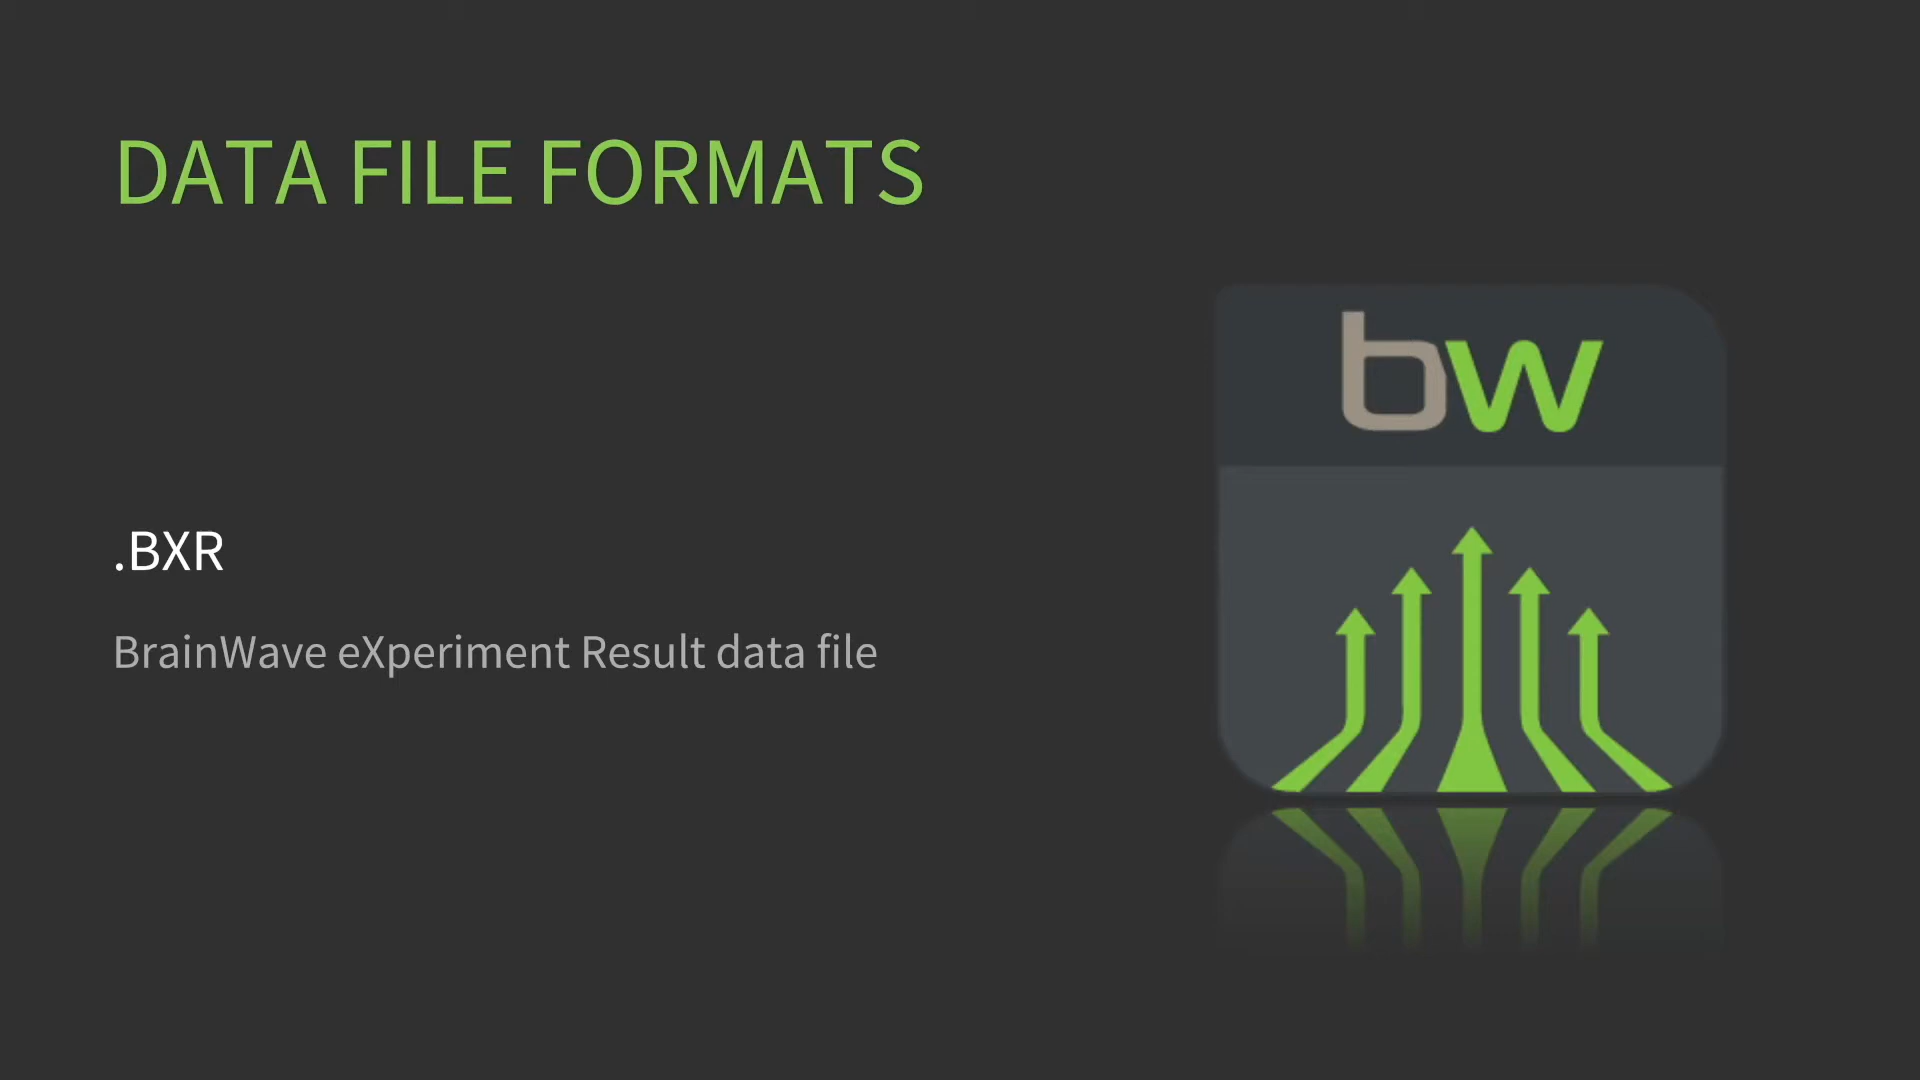 DATA FILE FORMATS
bw
.BXR
BrainWave eXperiment Result data file